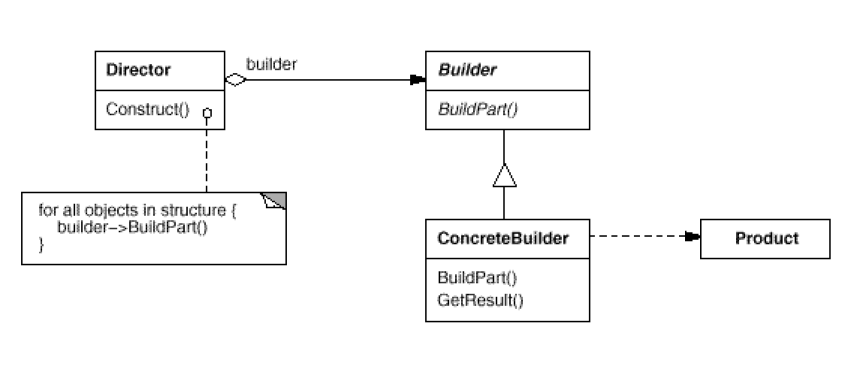 Director
Construct()
builder
Builder
BuildPart()
for all objects in structure {
builder->BuildPart()
}
ConcreteBuilder
BuildPart()
GetResult()
Product